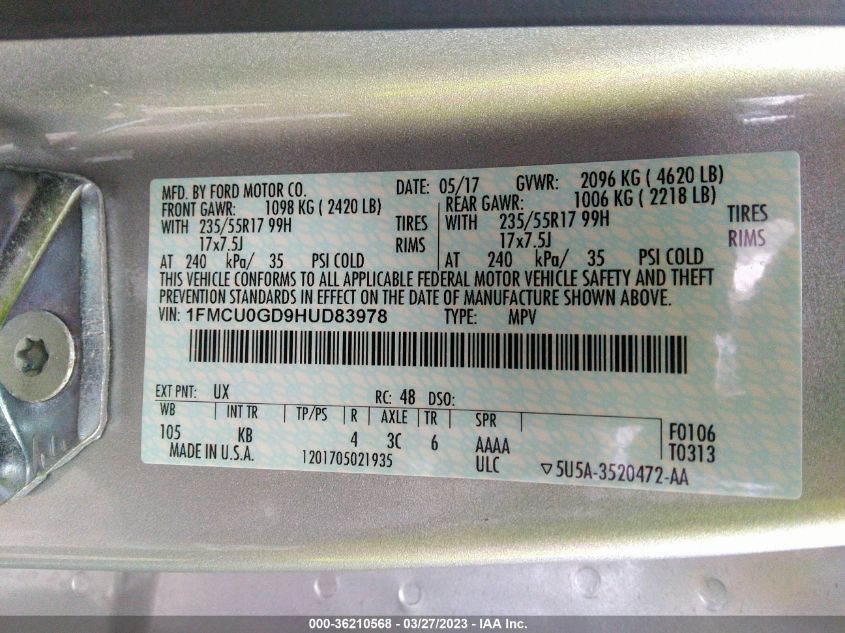 MFD. BY FORD MOTOR CO. DATE: 05/17 GVWR: 2096 KG ( 4620 LB)
FRONT GAWR: 1098 KG ( 2420 LB) REAR GAWR: 1006 KG ( 2218 LB)
WITH 235/55R17 99H TIRES WITH 235/55R17 99H TIRES
17x7.5J RIMS 17x7.5J RIMS
AT 240 kPa/ 35 PSI COLD AT 240 kPa/ 35 PSI COLD
THIS VEHICLE CONFORMS TO ALL APPLICABLE FEDERAL MOTOR VEHICLE SAFETY AND THEFT
PREVENTION STANDARDS IN EFFECT ON THE DATE OF MANUFACTURE SHOWN ABOVE.
VIN: 1FMCU0GD9HUD83978 TYPE: MPV
EXT PNT: UX RC: 48 DSO:
WB INT TR TP/PS R AXLE TR SPR
105 KB 4 3C 6 AAAA F0106
MADE IN U.S.A. 1201705021935 ULC T0313
▽5U5A-3520472-AA
000-36210568 - 03/27/2023 - IAA Inc.